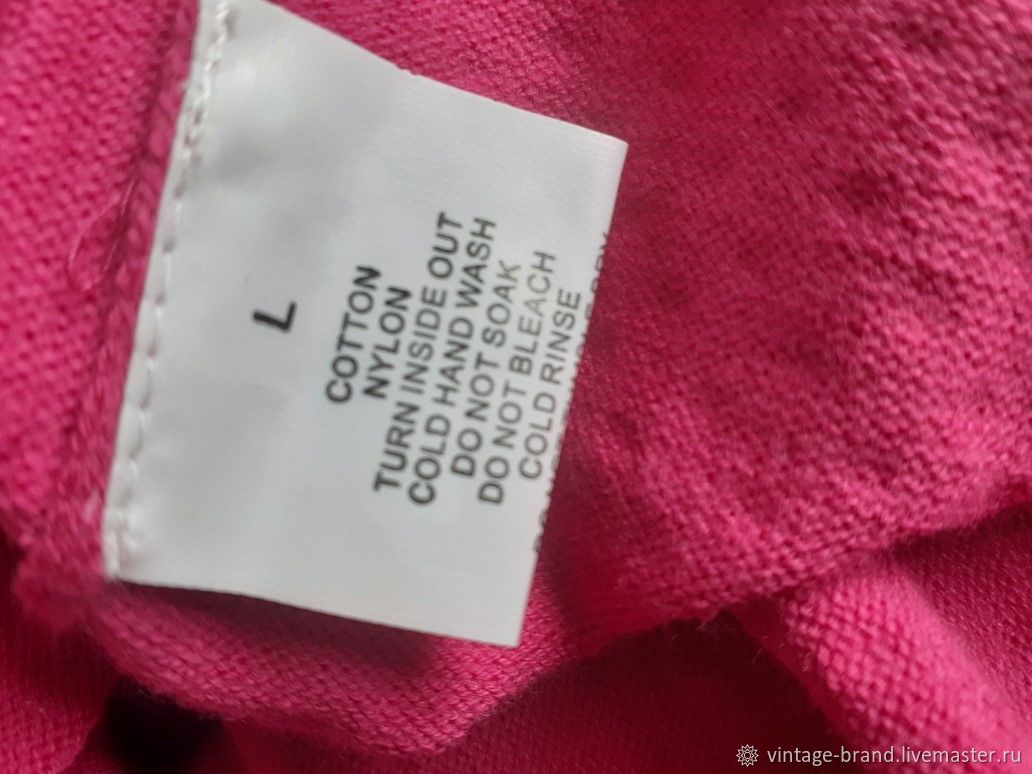 L
COTTON
NYLON
TURN INSIDE OUT
COLD HAND WASH
DO NOT SOAK
DO NOT BLEACH
COLD RINSE
vintage-brand.livemaster.ru